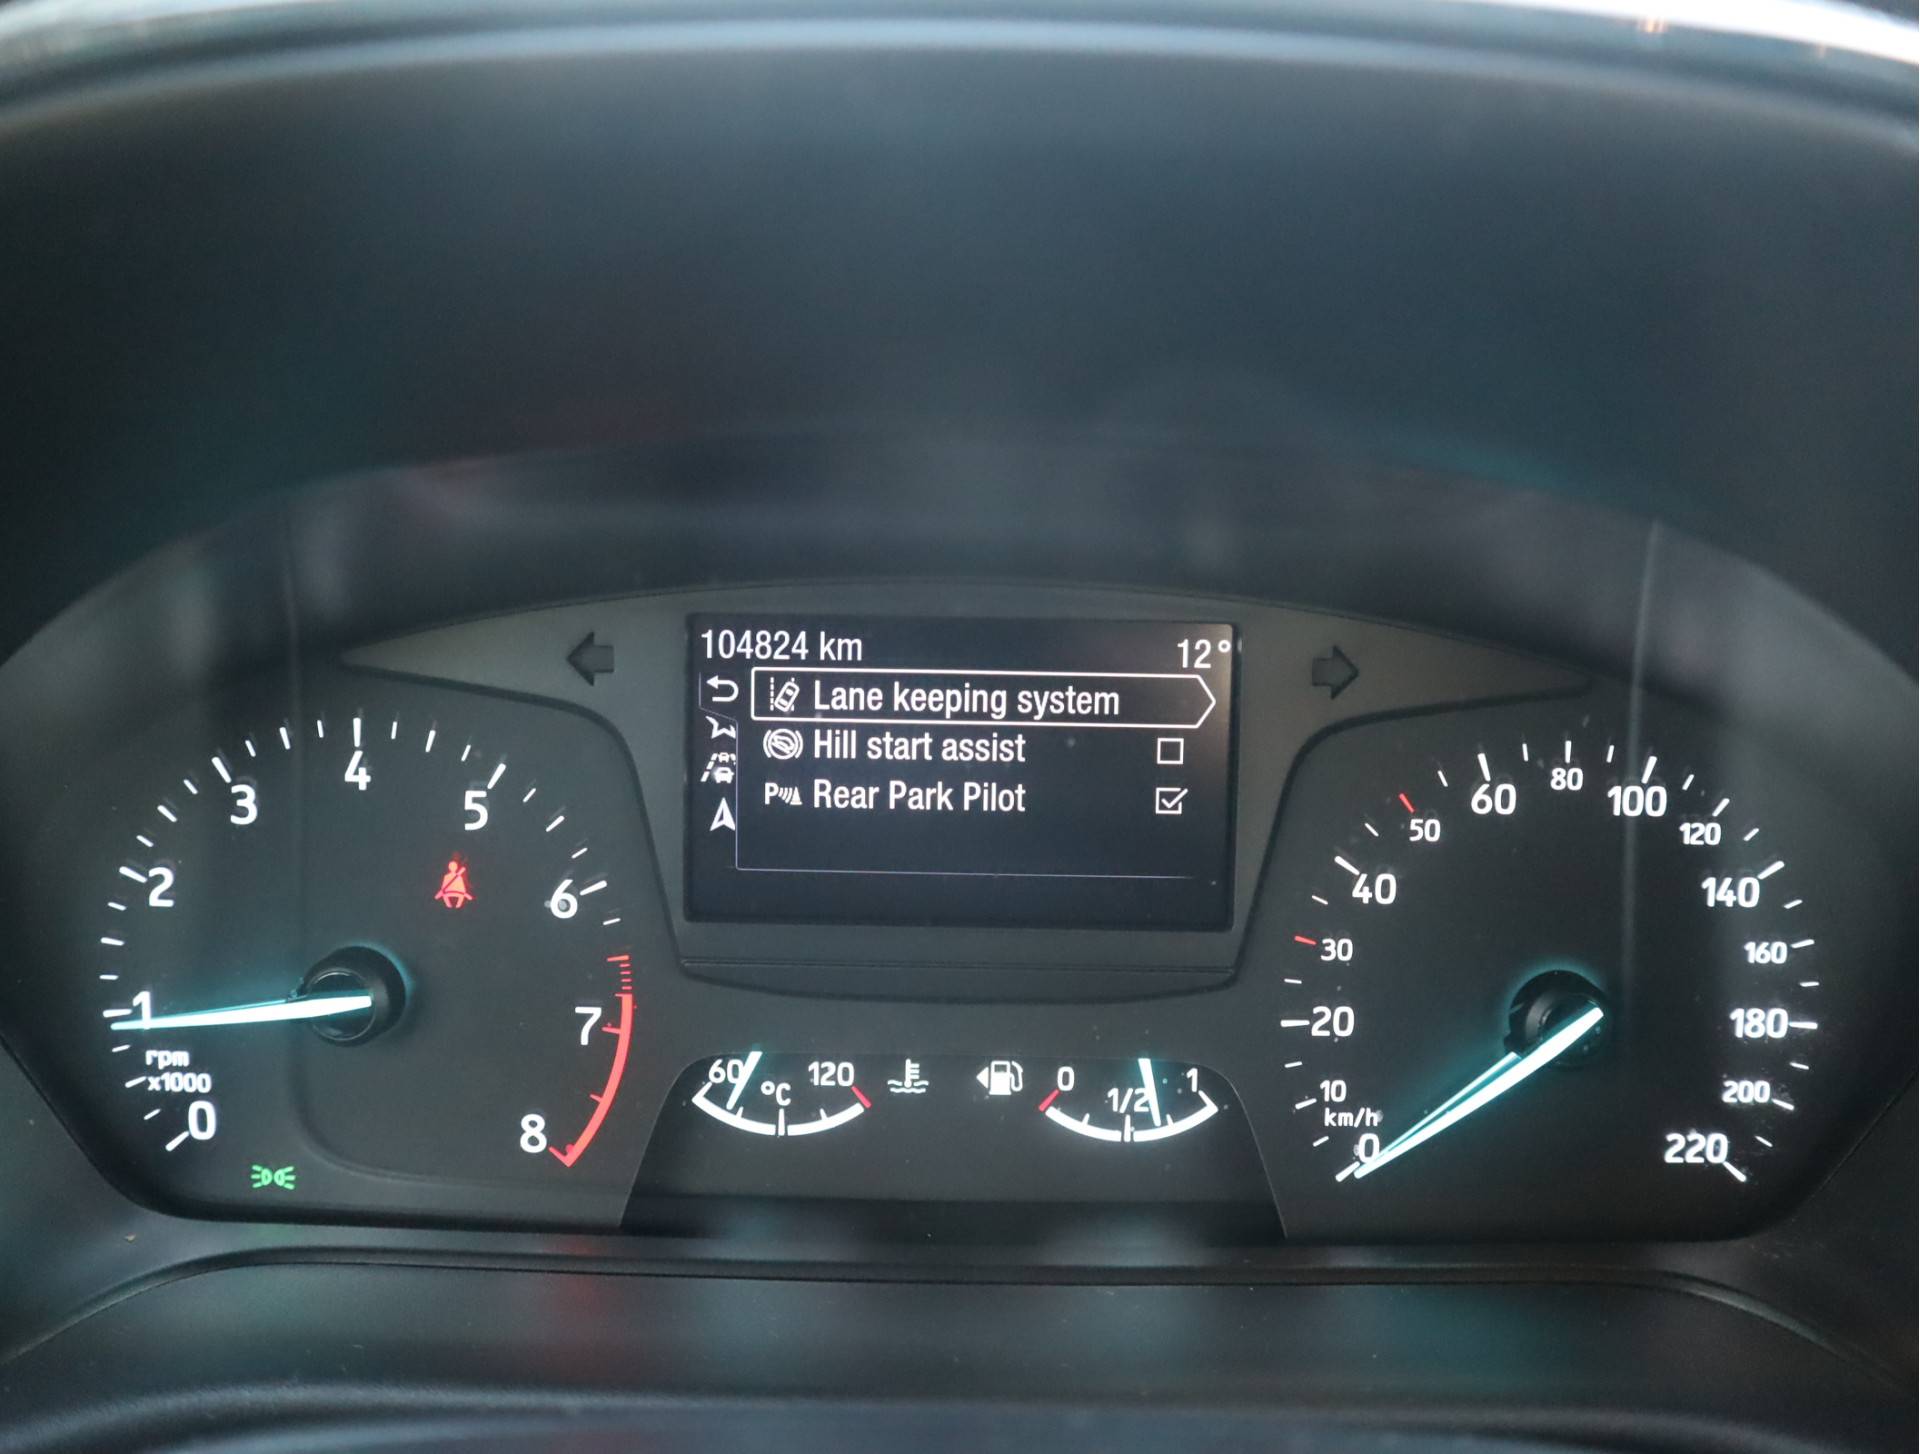 104824 km 12°
Lane keeping system
Hill start assist
P Rear Park Pilot
0 1 2 3 4 5 6 7 8
rpm
x1000
60 °C 120
0 1/2 1
0 10 20 30 40 50 60 80 100 120 140 160 180 200 220
km/h